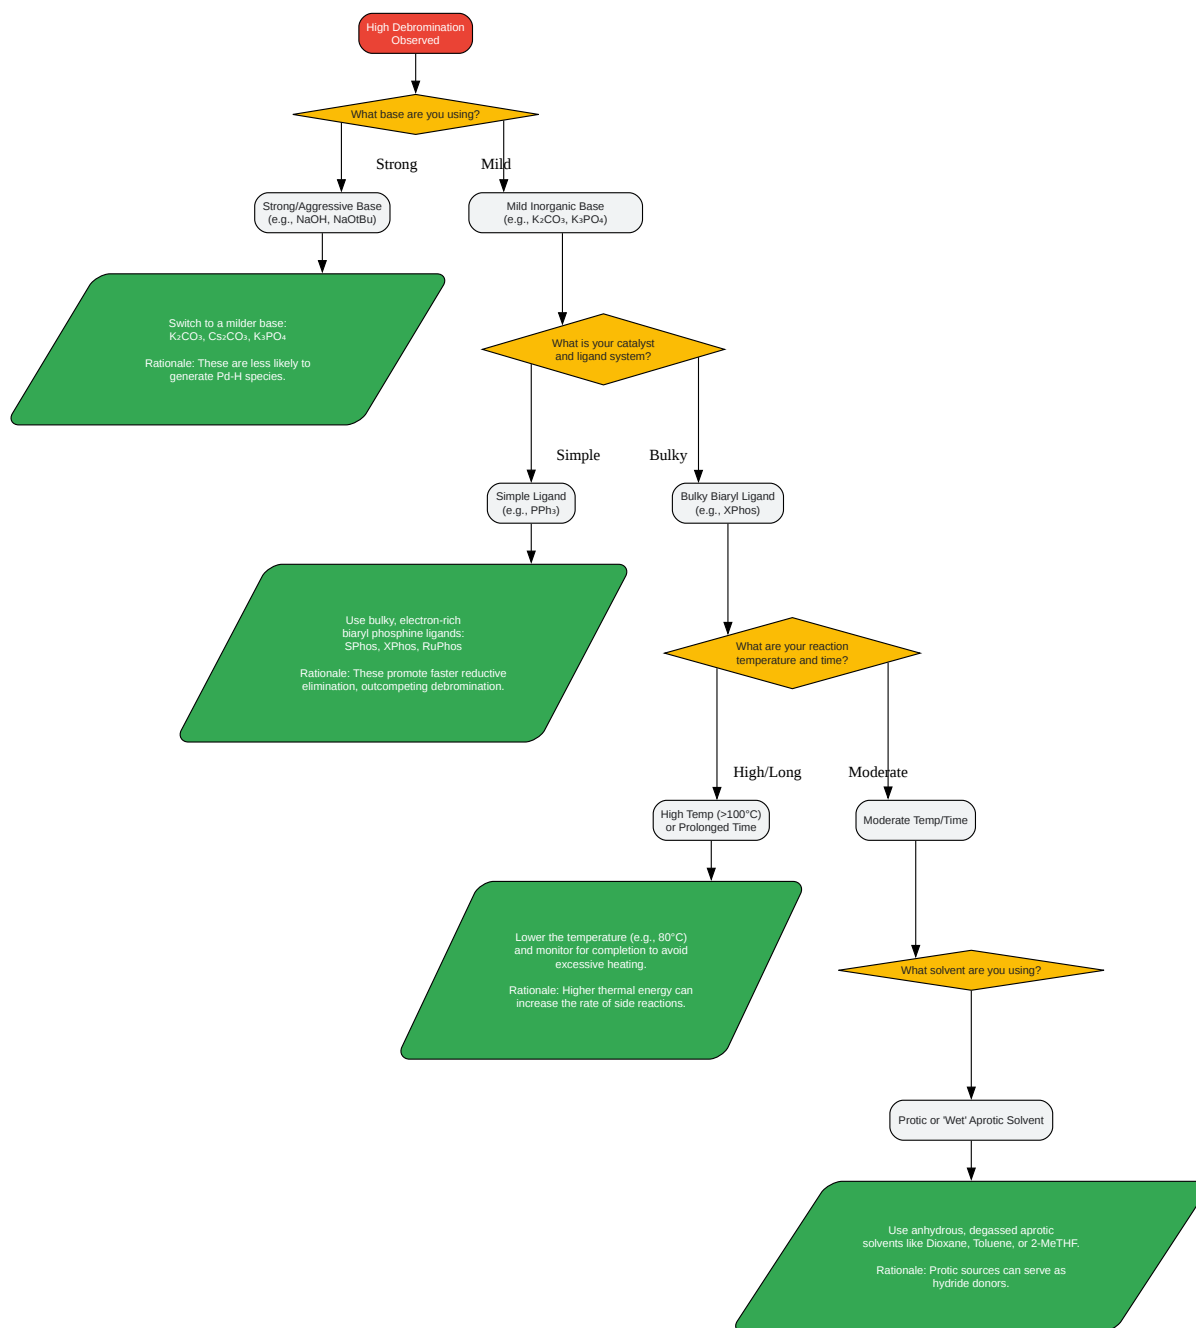 High Debromination
Observed
What base are you using?
Strong
Mild
Strong/Aggressive Base
(e.g., NaOH, NaOtBu)
Mild Inorganic Base
(e.g., K₂CO₃, K₃PO₄)
Switch to a milder base:
K₂CO₃, Cs₂CO₃, K₃PO₄
Rationale: These are less likely to
generate Pd-H species.
What is your catalyst
and ligand system?
Simple
Bulky
Simple Ligand
(e.g., PPh₃)
Bulky Biaryl Ligand
(e.g., XPhos)
Use bulky, electron-rich
biaryl phosphine ligands:
SPhos, XPhos, RuPhos
Rationale: These promote faster reductive
elimination, outcompeting debromination.
What are your reaction
temperature and time?
High/Long
Moderate
High Temp (>100°C)
or Prolonged Time
Moderate Temp/Time
Lower the temperature (e.g., 80°C)
and monitor for completion to avoid
excessive heating.
Rationale: Higher thermal energy can
increase the rate of side reactions.
What solvent are you using?
Protic or 'Wet' Aprotic Solvent
Use anhydrous, degassed aprotic
solvents like Dioxane, Toluene, or 2-MeTHF.
Rationale: Protic sources can serve as
hydride donors.